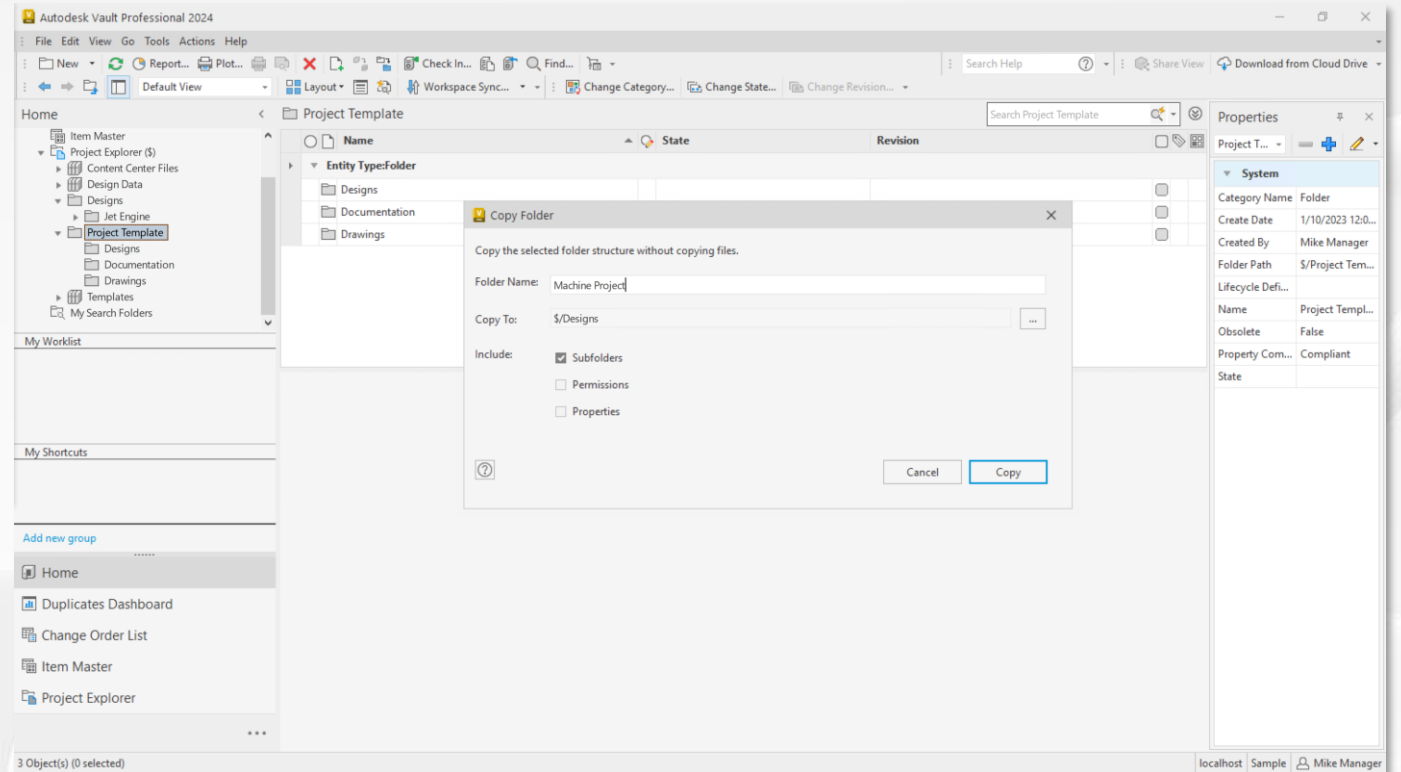 Autodesk Vault Professional 2024
File Edit View Go Tools Actions Help
New Report... Plot... Check In... Find... Search Help Share View Download from Cloud Drive
Default View Layout Workspace Sync... Change Category... Change State... Change Revision...
Home
Item Master
Project Explorer ($)
Content Center Files
Design Data
Designs
Jet Engine
Project Template
Designs
Documentation
Drawings
Templates
My Search Folders
My Worklist
My Shortcuts
Add new group
Home
Duplicates Dashboard
Change Order List
Item Master
Project Explorer
Project Template Search Project Template
Name State Revision
Entity Type:Folder
Designs
Documentation
Drawings
Copy Folder
Copy the selected folder structure without copying files.
Folder Name: Machine Project
Copy To: $/Designs ...
Include: Subfolders
Permissions
Properties
Cancel Copy
Properties
Project T...
System
Category Name Folder
Create Date 1/10/2023 12:0...
Created By Mike Manager
Folder Path $/Project Tem...
Lifecycle Defi...
Name Project Templ...
Obsolete False
Property Com... Compliant
State
3 Object(s) (0 selected) localhost Sample Mike Manager